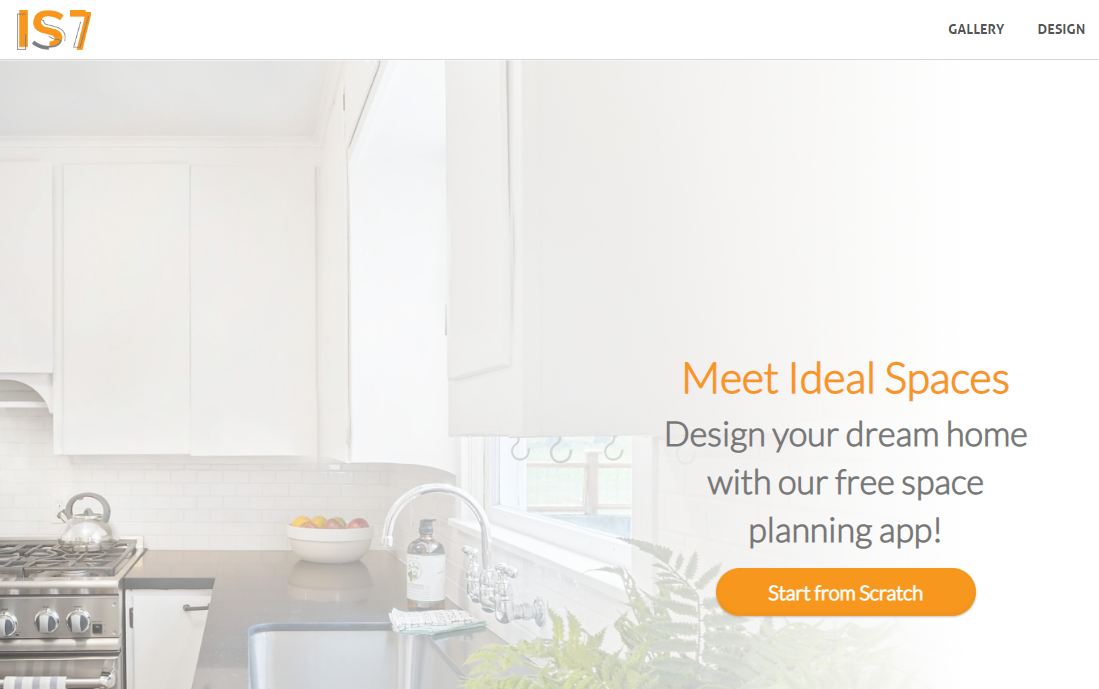 IS7
GALLERY
DESIGN
Meet Ideal Spaces
Design your dream home
with our free space
planning app!
Start from Scratch